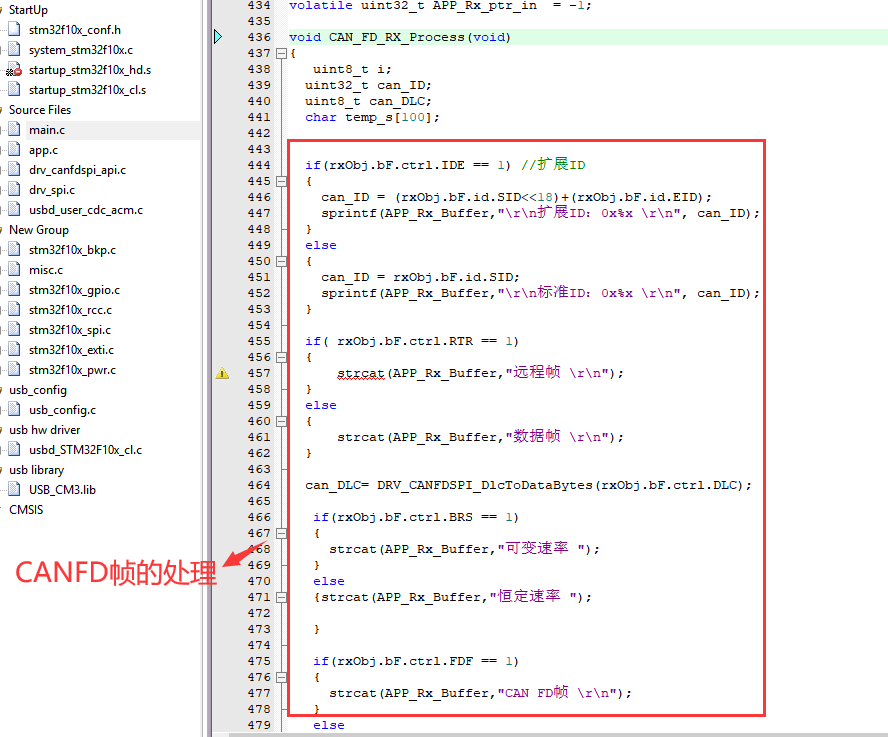 StartUp
stm32f10x_conf.h
system_stm32f10x.c
startup_stm32f10x_hd.s
startup_stm32f10x_cl.s
Source Files
main.c
app.c
drv_canfdspi_api.c
drv_spi.c
usbd_user_cdc_acm.c
New Group
stm32f10x_bkp.c
misc.c
stm32f10x_gpio.c
stm32f10x_rcc.c
stm32f10x_spi.c
stm32f10x_exti.c
stm32f10x_pwr.c
usb_config
usb_config.c
usb hw driver
usbd_STM32F10x_cl.c
usb library
USB_CM3.lib
CMSIS
CANFD帧的处理
434 volatile uint32_t APP_Rx_ptr_in  = -1;
435
436 void CAN_FD_RX_Process(void)
437 {
438    uint8_t i;
439   uint32_t can_ID;
440   uint8_t can_DLC;
441   char temp_s[100];
442
443
444   if(rxObj.bF.ctrl.IDE == 1) //扩展ID
445   {
446     can_ID = (rxObj.bF.id.SID<<18)+(rxObj.bF.id.EID);
447     sprintf(APP_Rx_Buffer,"\r\n扩展ID：0x%x \r\n", can_ID);
448   }
449   else
450   {
451     can_ID = rxObj.bF.id.SID;
452     sprintf(APP_Rx_Buffer,"\r\n标准ID：0x%x \r\n", can_ID);
453   }
454
455   if( rxObj.bF.ctrl.RTR == 1)
456   {
457       strcat(APP_Rx_Buffer,"远程帧 \r\n");
458   }
459   else
460   {
461       strcat(APP_Rx_Buffer,"数据帧 \r\n");
462   }
463
464   can_DLC= DRV_CANFDSPI_DlcToDataBytes(rxObj.bF.ctrl.DLC);
465
466    if(rxObj.bF.ctrl.BRS == 1)
467    {
468      strcat(APP_Rx_Buffer,"可变速率 ");
469    }
470    else
471    {strcat(APP_Rx_Buffer,"恒定速率 ");
472
473    }
474
475    if(rxObj.bF.ctrl.FDF == 1)
476    {
477      strcat(APP_Rx_Buffer,"CAN FD帧 \r\n");
478    }
479    else